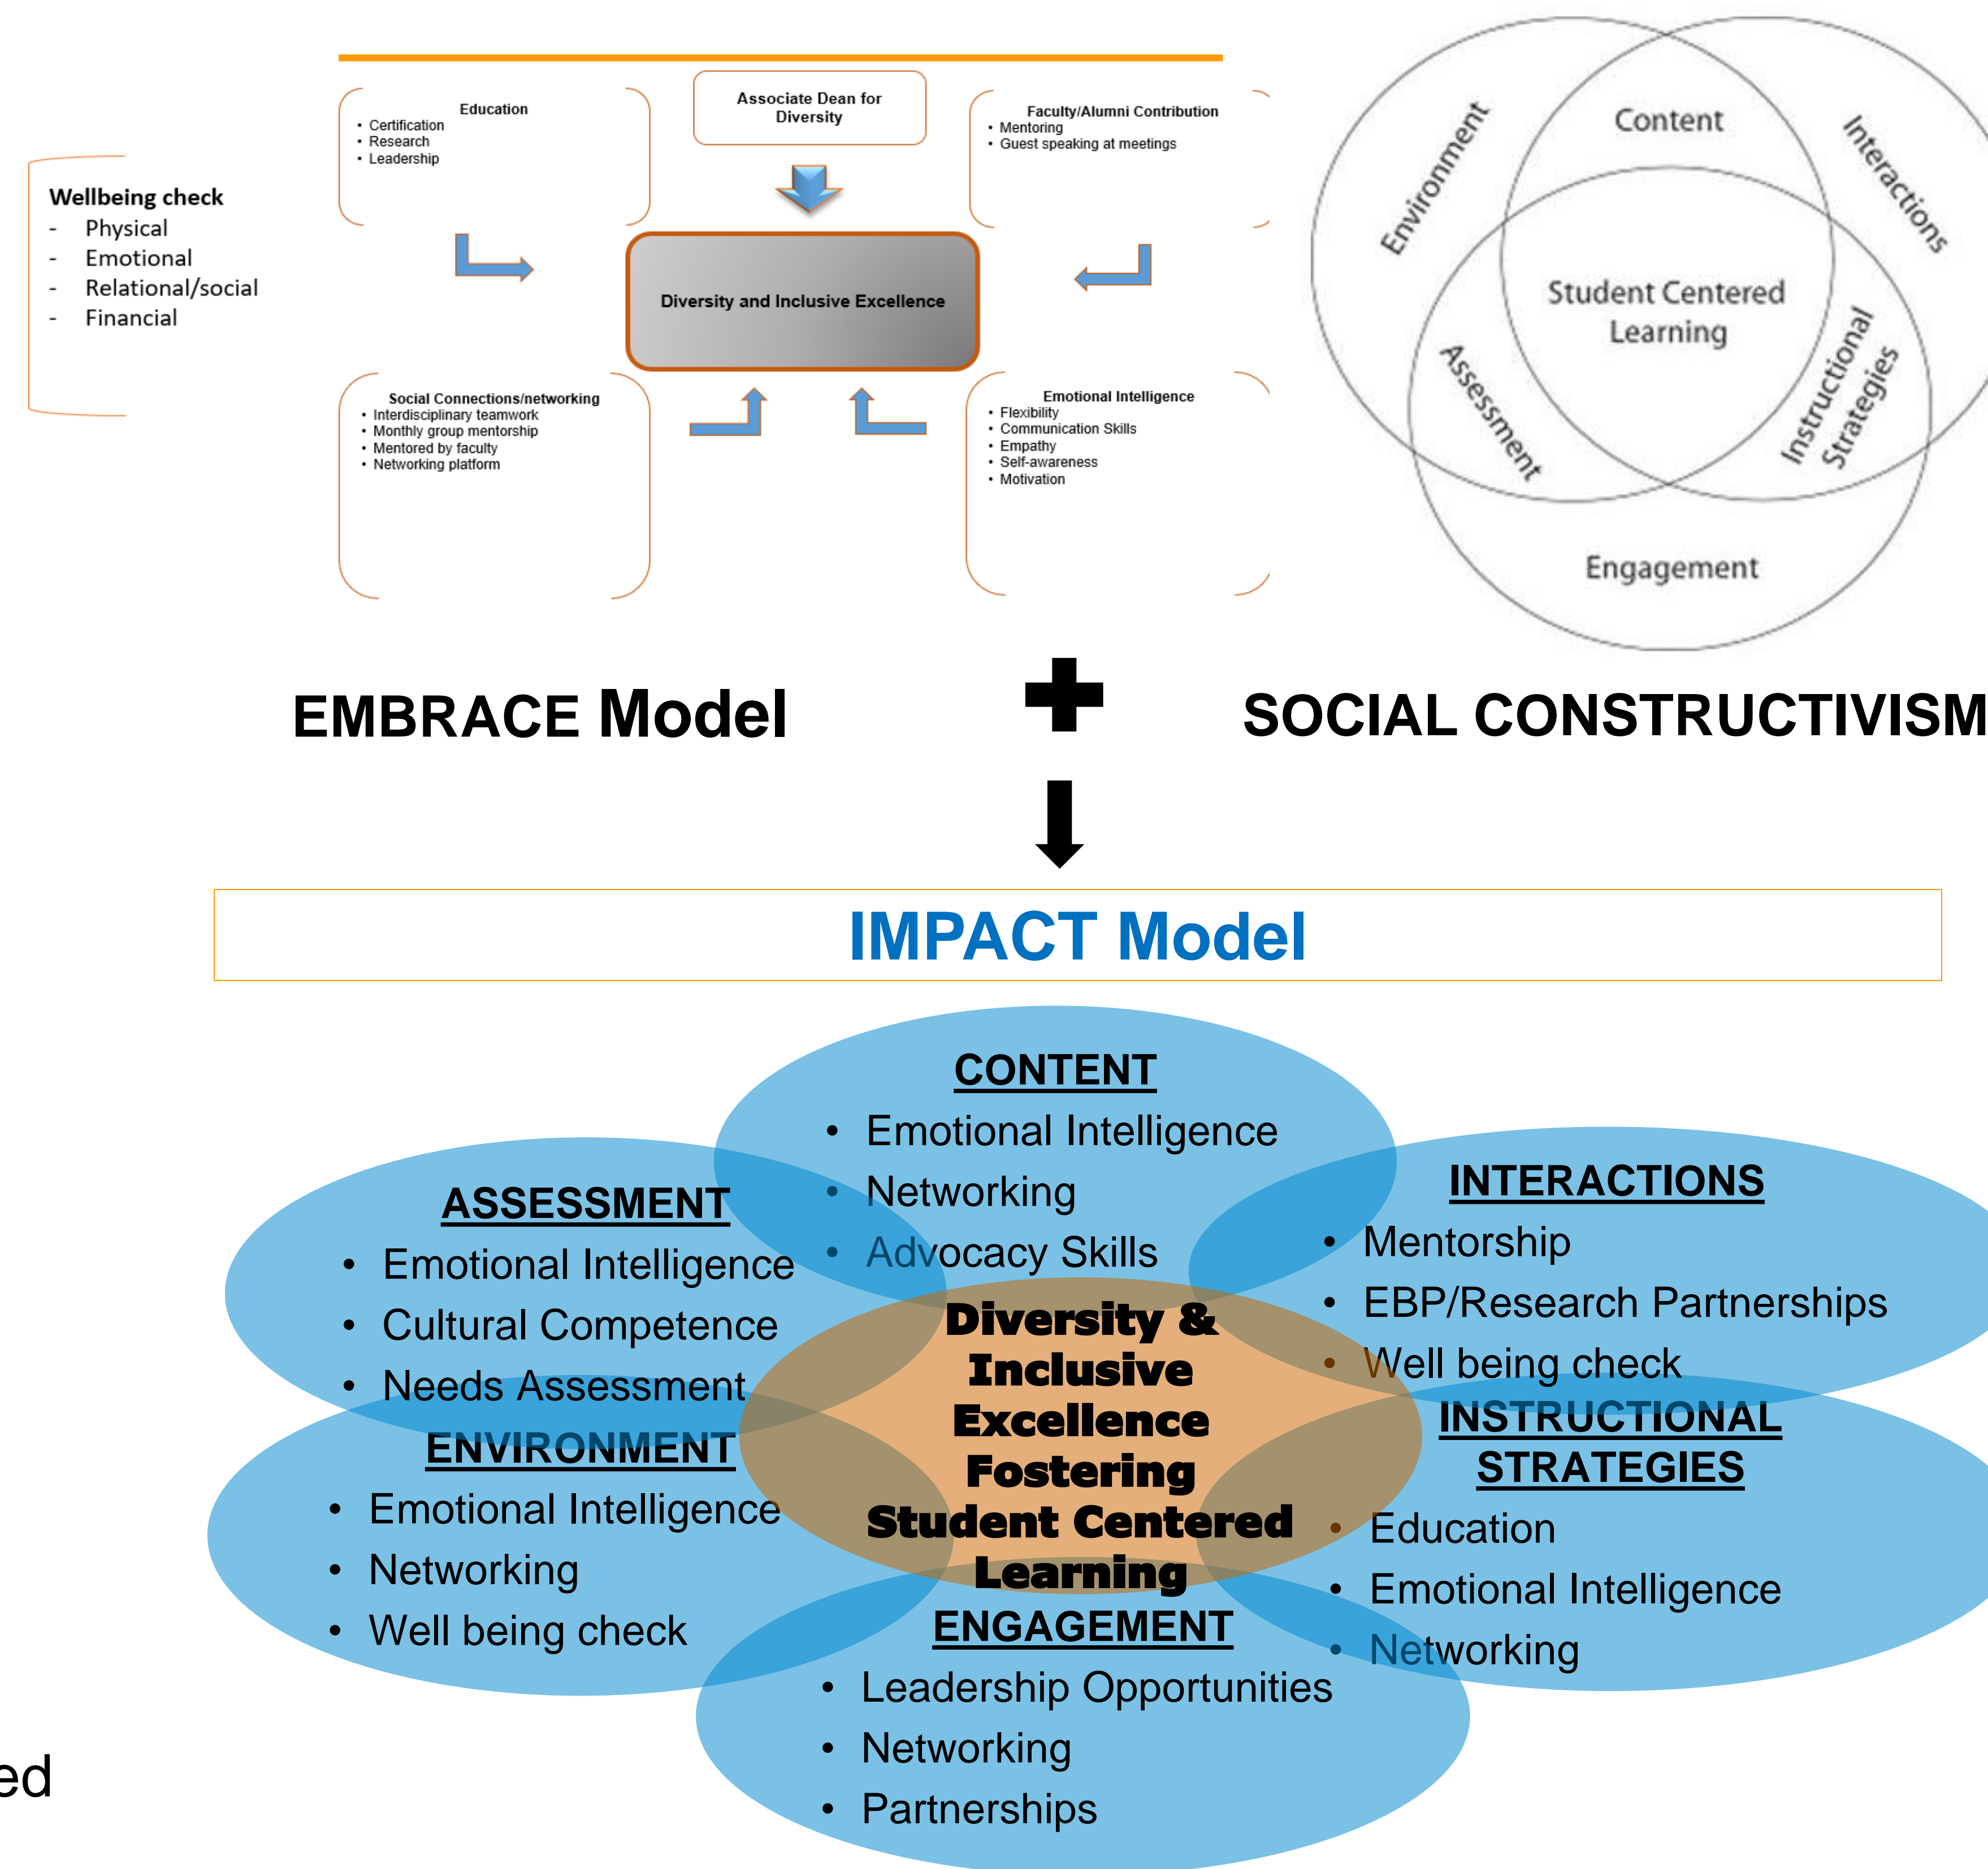 Wellbeing check
- Physical
- Emotional
- Relational/social
- Financial
Education
• Certification
• Research
• Leadership
Associate Dean for
Diversity
Faculty/Alumni Contribution
• Mentoring
• Guest speaking at meetings
Diversity and Inclusive Excellence
Social Connections/networking
• Interdisciplinary teamwork
• Monthly group mentorship
• Mentored by faculty
• Networking platform
Emotional Intelligence
• Flexibility
• Communication Skills
• Empathy
• Self-awareness
• Motivation
Environment
Content
Interactions
Student Centered
Learning
Assessment
Instructional
Strategies
Engagement
EMBRACE Model
SOCIAL CONSTRUCTIVISM
IMPACT Model
CONTENT
• Emotional Intelligence
• Networking
• Advocacy Skills
ASSESSMENT
• Emotional Intelligence
• Cultural Competence
• Needs Assessment
INTERACTIONS
• Mentorship
• EBP/Research Partnerships
• Well being check
Diversity &
Inclusive
Excellence
Fostering
Student Centered
Learning
ENVIRONMENT
• Emotional Intelligence
• Networking
• Well being check
INSTRUCTIONAL
STRATEGIES
• Education
• Emotional Intelligence
• Networking
ENGAGEMENT
• Leadership Opportunities
• Networking
• Partnerships
ed